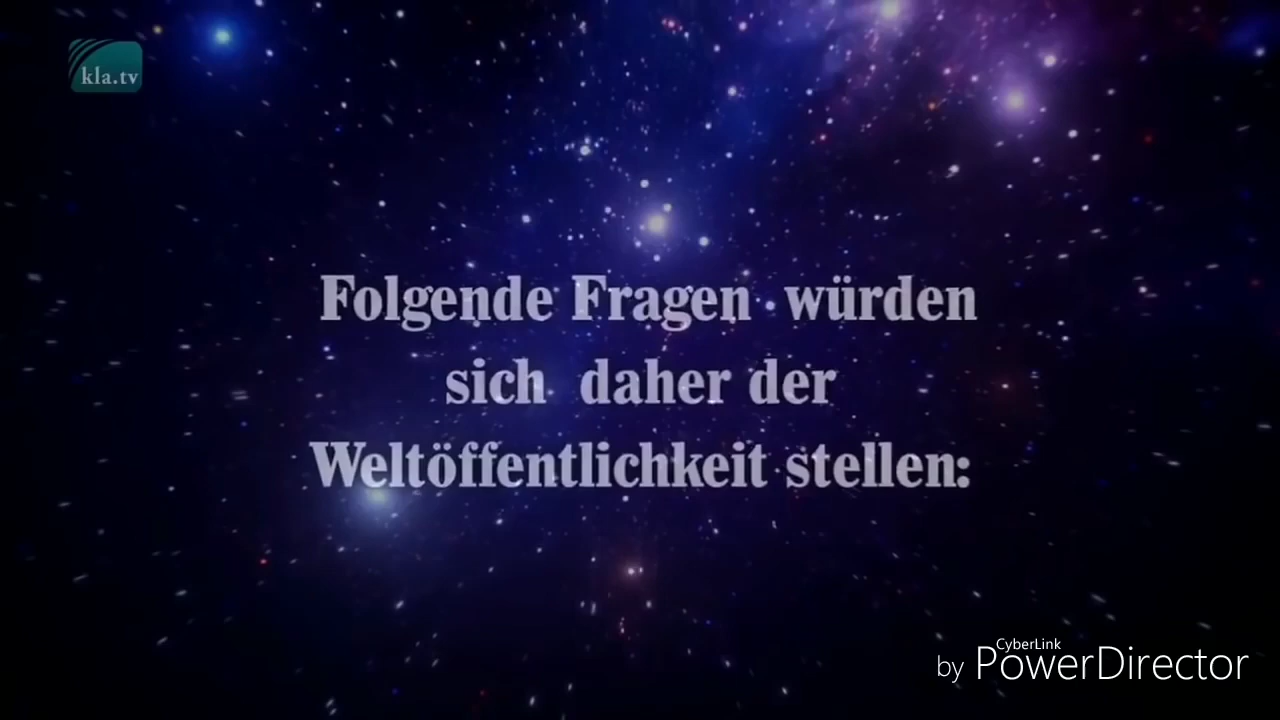 kla.tv
Folgende Fragen würden
sich daher der
Weltöffentlichkeit stellen:
CyberLink
by PowerDirector